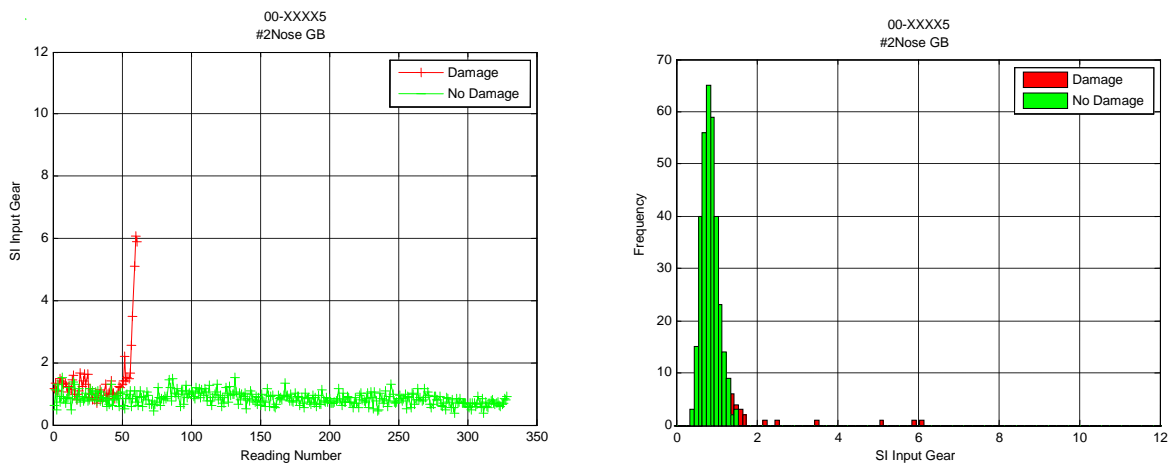 00-XXXX5
#2Nose GB
12
10
8
6
4
2
0
SI Input Gear
Damage
No Damage
0 50 100 150 200 250 300 350
Reading Number
00-XXXX5
#2Nose GB
70
60
50
40
30
20
10
0
Frequency
Damage
No Damage
0 2 4 6 8 10 12
SI Input Gear